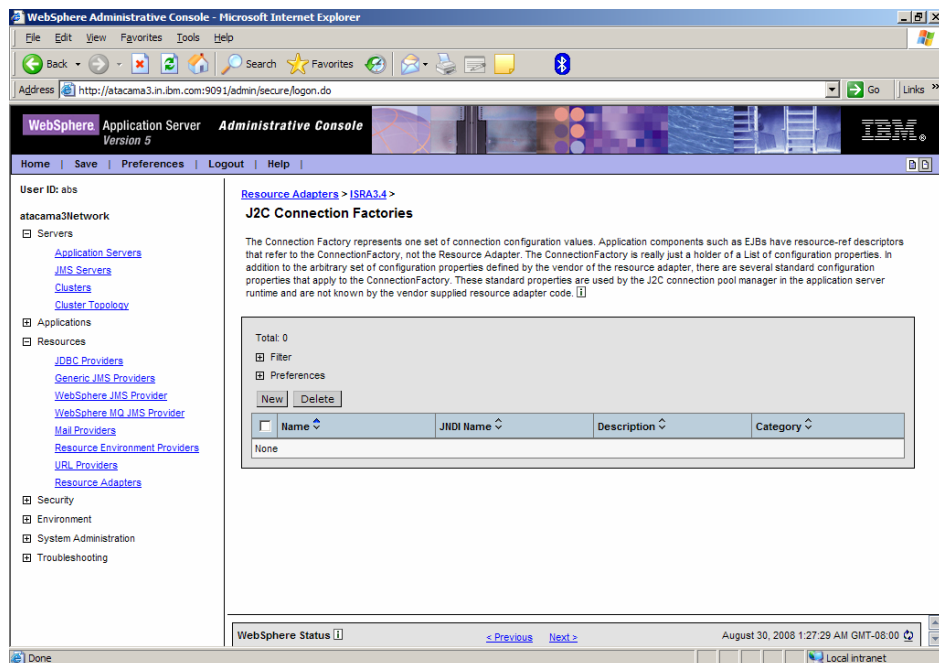 WebSphere Administrative Console - Microsoft Internet Explorer
File Edit View Favorites Tools Help
Back Search Favorites
Address http://atacama3.in.ibm.com:9091/admin/secure/logon.do Go Links »
WebSphere Application Server Administrative Console
Version 5
IBM
Home | Save | Preferences | Logout | Help |
User ID: abs
atacama3Network
Servers
Application Servers
JMS Servers
Clusters
Cluster Topology
Applications
Resources
JDBC Providers
Generic JMS Providers
WebSphere JMS Provider
WebSphere MQ JMS Provider
Mail Providers
Resource Environment Providers
URL Providers
Resource Adapters
Security
Environment
System Administration
Troubleshooting
Resource Adapters > ISRA3.4 >
J2C Connection Factories
The Connection Factory represents one set of connection configuration values. Application components such as EJBs have resource-ref descriptors
that refer to the ConnectionFactory, not the Resource Adapter. The ConnectionFactory is really just a holder of a List of configuration properties. In
addition to the arbitrary set of configuration properties defined by the vendor of the resource adapter, there are several standard configuration
properties that apply to the ConnectionFactory. These standard properties are used by the J2C connection pool manager in the application server
runtime and are not known by the vendor supplied resource adapter code. i
Total: 0
Filter
Preferences
New Delete
Name JNDI Name Description Category
None
WebSphere Status i < Previous Next > August 30, 2008 1:27:29 AM GMT-08:00
Done Local intranet